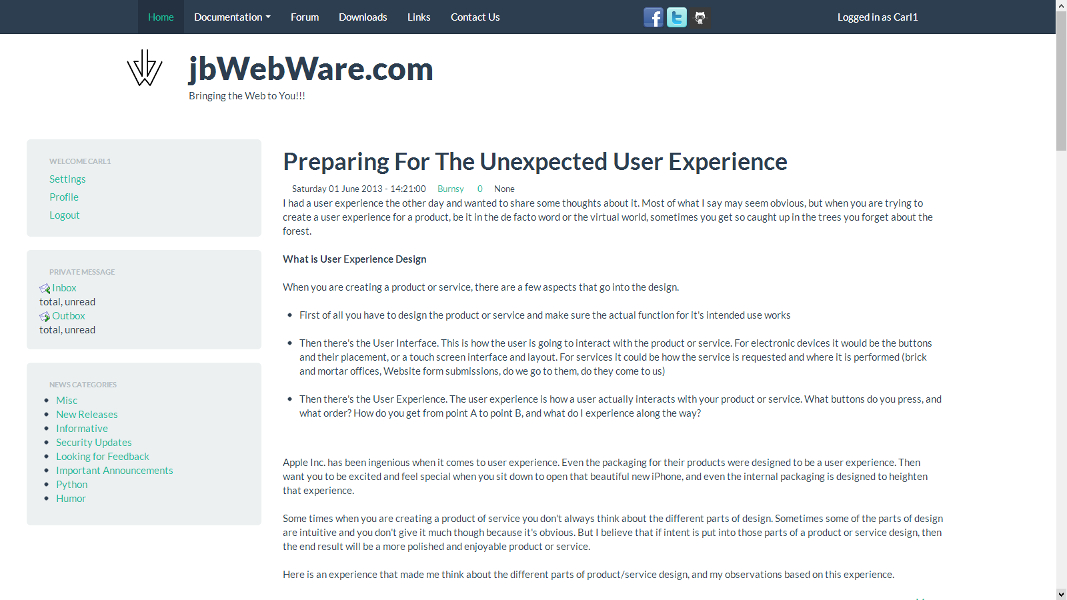 Home Documentation Forum Downloads Links Contact Us Logged in as Carl1
jbWebWare.com
Bringing the Web to You!!!
WELCOME CARL1
Settings
Profile
Logout
PRIVATE MESSAGE
Inbox
total, unread
Outbox
total, unread
NEWS CATEGORIES
Misc
New Releases
Informative
Security Updates
Looking for Feedback
Important Announcements
Python
Humor
Preparing For The Unexpected User Experience
Saturday 01 June 2013 - 14:21:00 Burnsy 0 None
I had a user experience the other day and wanted to share some thoughts about it. Most of what I say may seem obvious, but when you are trying to
create a user experience for a product, be it in the de facto word or the virtual world, sometimes you get so caught up in the trees you forget about the
forest.
What is User Experience Design
When you are creating a product or service, there are a few aspects that go into the design.
First of all you have to design the product or service and make sure the actual function for it's intended use works
Then there's the User Interface. This is how the user is going to interact with the product or service. For electronic devices it would be the buttons
and their placement, or a touch screen interface and layout. For services it could be how the service is requested and where it is performed (brick
and mortar offices, Website form submissions, do we go to them, do they come to us)
Then there's the User Experience. The user experience is how a user actually interacts with your product or service. What buttons do you press, and
what order? How do you get from point A to point B, and what do I experience along the way?
Apple Inc. has been ingenious when it comes to user experience. Even the packaging for their products were designed to be a user experience. Then
want you to be excited and feel special when you sit down to open that beautiful new iPhone, and even the internal packaging is designed to heighten
that experience.
Some times when you are creating a product of service you don't always think about the different parts of design. Sometimes some of the parts of design
are intuitive and you don't give it much though because it's obvious. But I believe that if intent is put into those parts of a product or service design, then
the end result will be a more polished and enjoyable product or service.
Here is an experience that made me think about the different parts of product/service design, and my observations based on this experience.